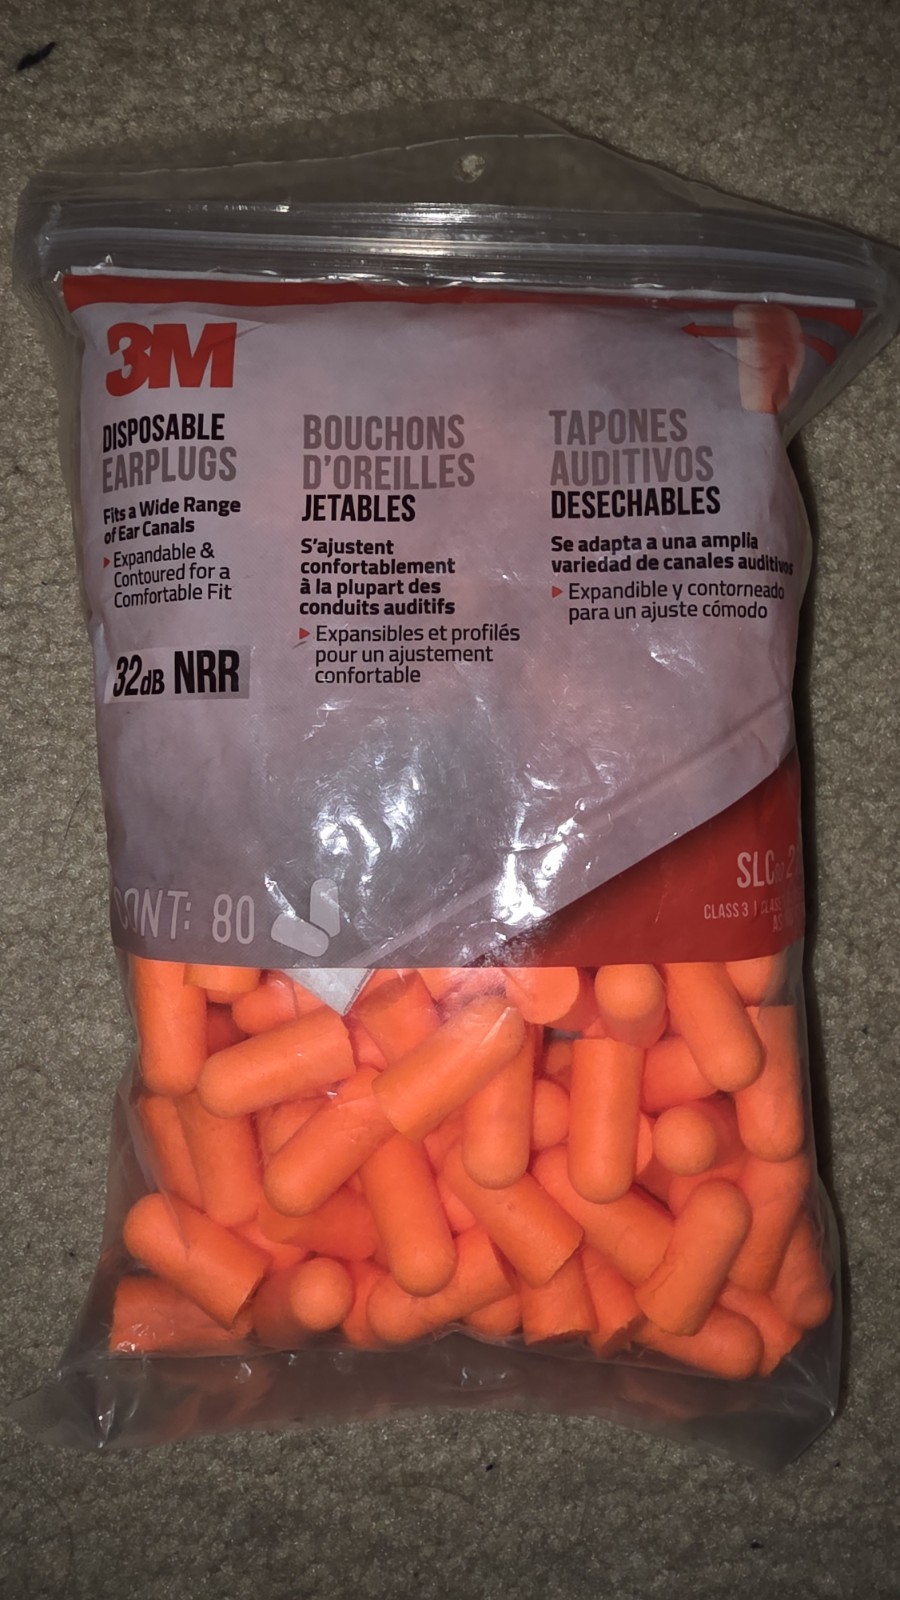 3M
DISPOSABLE
EARPLUGS
Fits a Wide Range
of Ear Canals
Expandable &
Contoured for a
Comfortable Fit
32dB NRR
BOUCHONS
D'OREILLES
JETABLES
S'ajustent
confortablement
à la plupart des
conduits auditifs
Expansibles et profilés
pour un ajustement
confortable
TAPONES
AUDITIVOS
DESECHABLES
Se adapta a una amplia
variedad de canales auditivos
Expandible y contorneado
para un ajuste cómodo
CONT: 80
CLASS 3 |